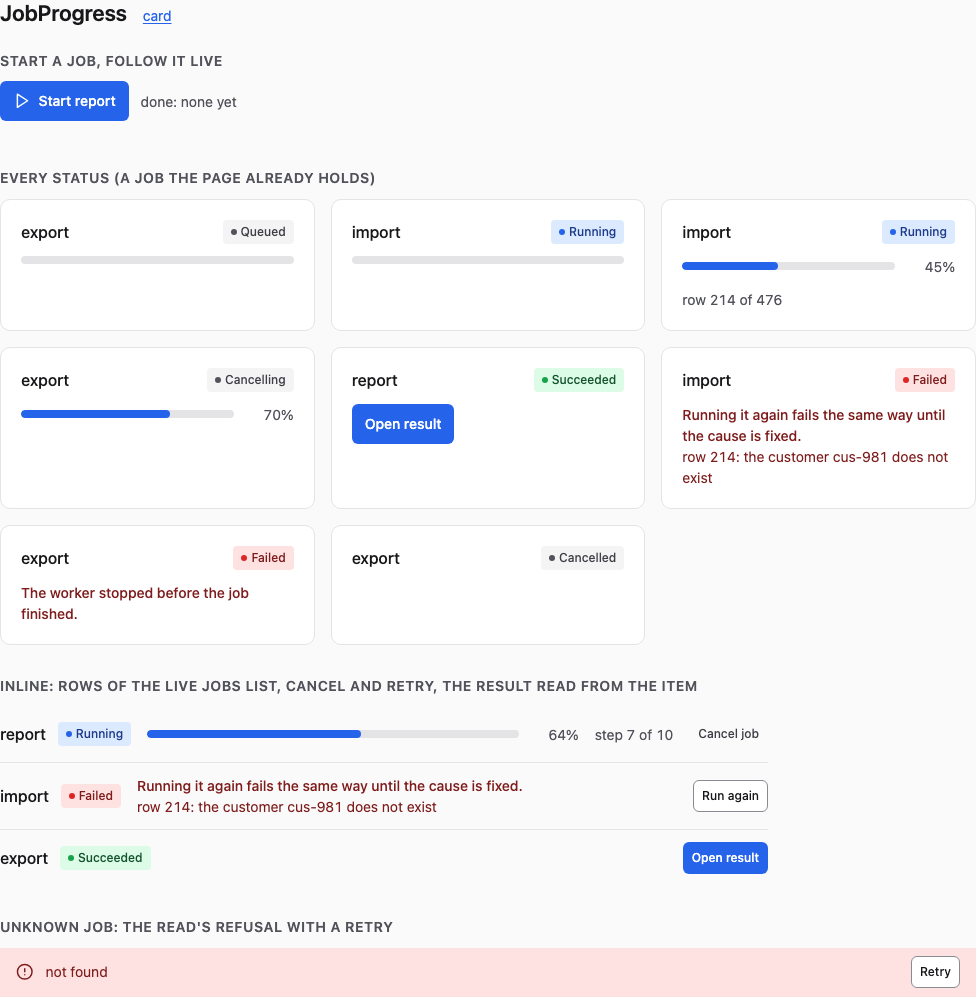 JobProgress card
START A JOB, FOLLOW IT LIVE
Start report done: none yet
EVERY STATUS (A JOB THE PAGE ALREADY HOLDS)
export Queued
import Running
import Running
45%
row 214 of 476
export Cancelling
70%
report Succeeded
Open result
import Failed
Running it again fails the same way until
the cause is fixed.
row 214: the customer cus-981 does not
exist
export Failed
The worker stopped before the job
finished.
export Cancelled
INLINE: ROWS OF THE LIVE JOBS LIST, CANCEL AND RETRY, THE RESULT READ FROM THE ITEM
report Running 64% step 7 of 10 Cancel job
import Failed Running it again fails the same way until the cause is fixed.
row 214: the customer cus-981 does not exist
Run again
export Succeeded Open result
UNKNOWN JOB: THE READ'S REFUSAL WITH A RETRY
not found Retry